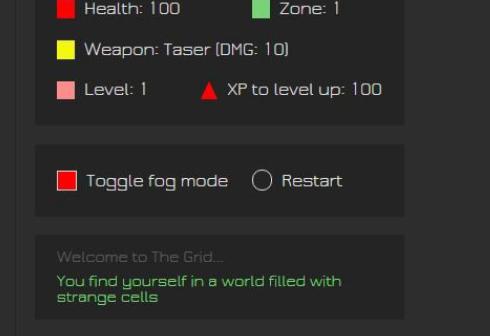 Health: 100 Zone: 1
Weapon: Taser (DMG: 10)
Level: 1 XP to level up: 100
Toggle fog mode Restart
Welcome to The Grid...
You find yourself in a world filled with
strange cells